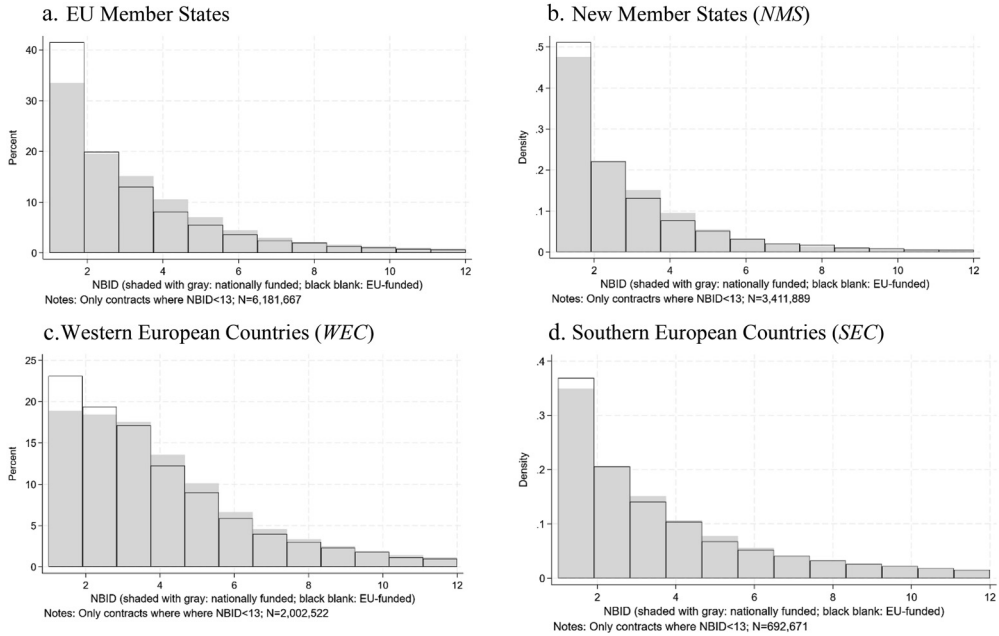 a. EU Member States
40
30
20
10
0
Percent
2 4 6 8 10 12
NBID (shaded with gray: nationally funded; black blank: EU-funded)
Notes: Only contracts where NBID<13; N=6,181,667
b. New Member States (NMS)
.5
.4
.3
.2
.1
0
Density
2 4 6 8 10 12
NBID (shaded with gray: nationally funded; black blank: EU-funded)
Notes: Only contractrs where NBID<13; N=3,411,889
c. Western European Countries (WEC)
25
20
15
10
5
0
Percent
2 4 6 8 10 12
NBID (shaded with gray: nationally funded; black blank: EU-funded)
Notes: Only contracts where where NBID<13; N=2,002,522
d. Southern European Countries (SEC)
.4
.3
.2
.1
0
Density
2 4 6 8 10 12
NBID (shaded with gray: nationally funded; black blank: EU-funded)
Notes: Only contracts where NBID<13; N=692,671